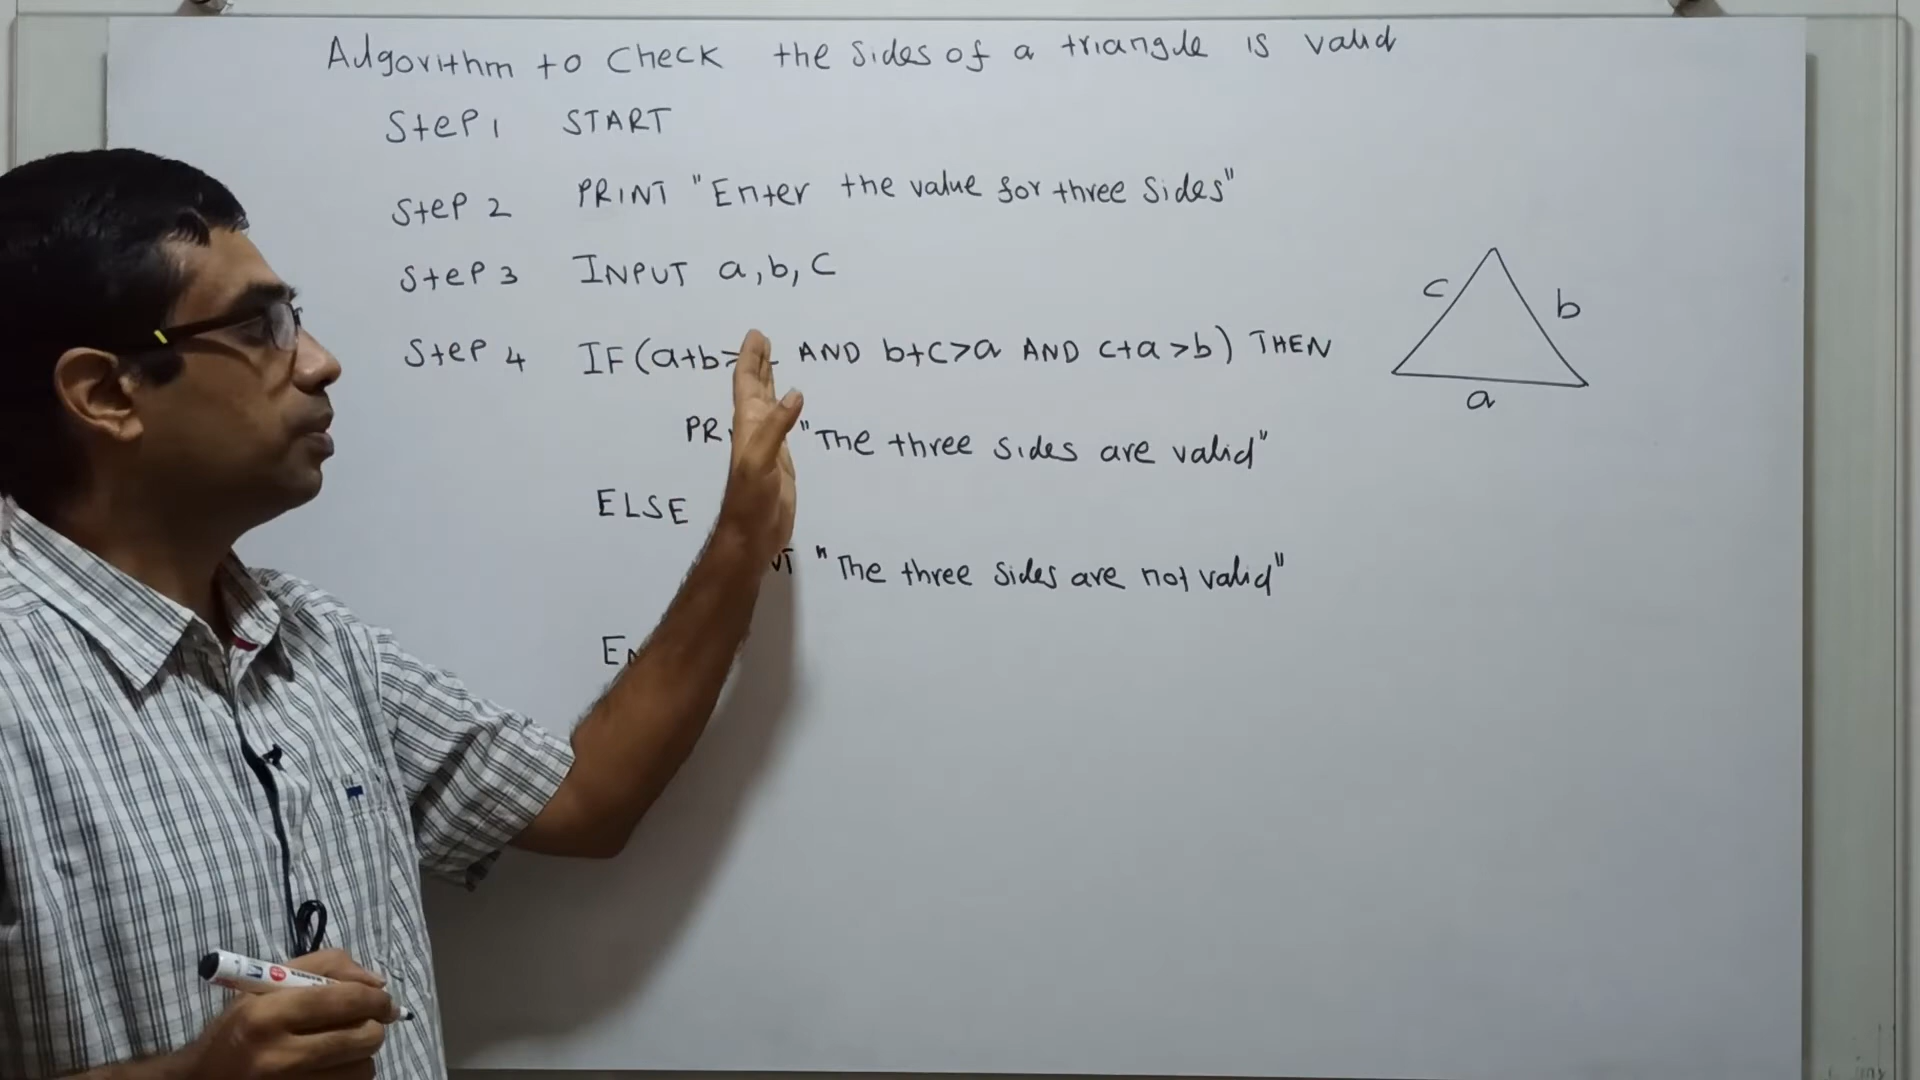 Algorithm to Check the sides of a triangle is valid
Step 1 START
Step 2 PRINT "Enter the value for three sides"
Step 3 INPUT a, b, c
Step 4 IF (a+b> AND b+c>a AND c+a>b) THEN
"The three sides are valid"
ELSE
"The three sides are not valid"
c
b
a